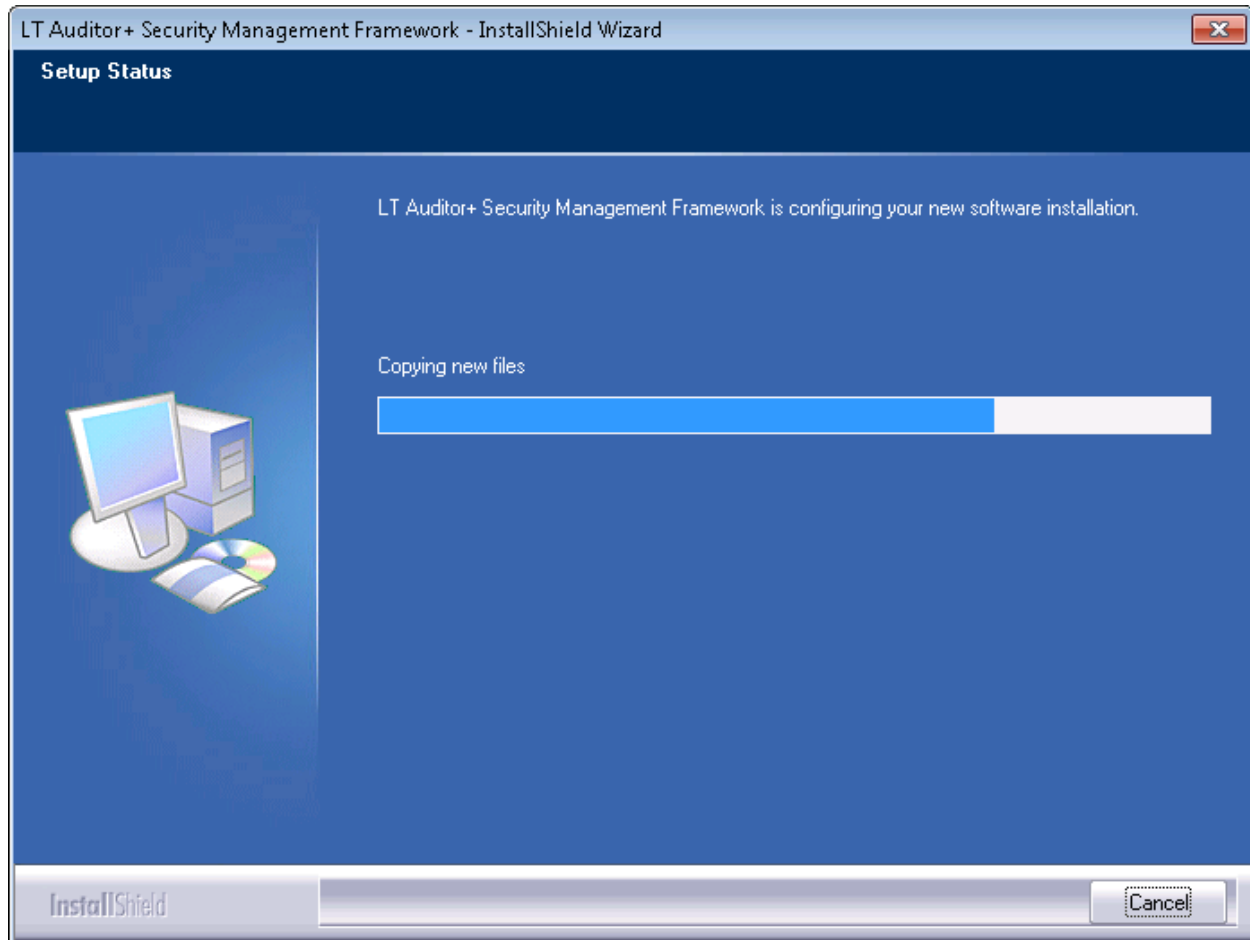 LT Auditor+ Security Management Framework - InstallShield Wizard
Setup Status
LT Auditor+ Security Management Framework is configuring your new software installation.
Copying new files
InstallShield
Cancel